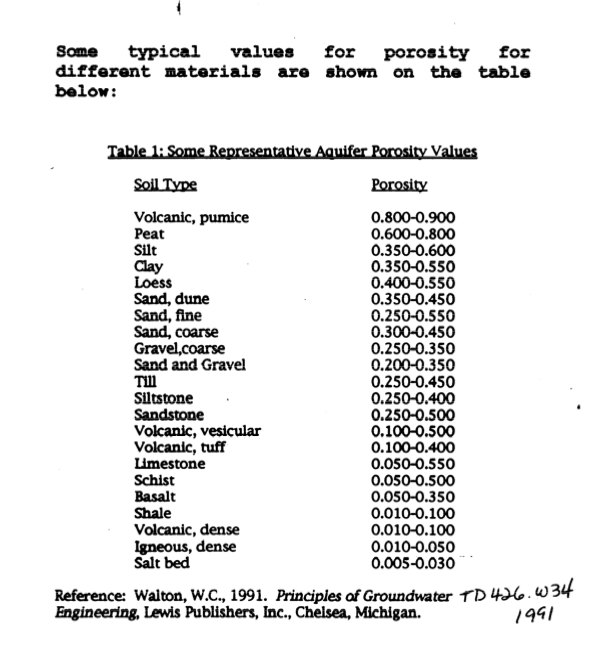 Some typical values for porosity for
different materials are shown on the table
below:
Table 1: Some Representative Aquifer Porosity Values
Soil Type Porosity
Volcanic, pumice 0.800-0.900
Peat 0.600-0.800
Silt 0.350-0.600
Clay 0.350-0.550
Loess 0.400-0.550
Sand, dune 0.350-0.450
Sand, fine 0.250-0.550
Sand, coarse 0.300-0.450
Gravel,coarse 0.250-0.350
Sand and Gravel 0.200-0.350
Till 0.250-0.450
Siltstone 0.250-0.400
Sandstone 0.250-0.500
Volcanic, vesicular 0.100-0.500
Volcanic, tuff 0.100-0.400
Limestone 0.050-0.550
Schist 0.050-0.500
Basalt 0.050-0.350
Shale 0.010-0.100
Volcanic, dense 0.010-0.100
Igneous, dense 0.010-0.050
Salt bed 0.005-0.030
Reference: Walton, W.C., 1991. Principles of Groundwater TD 426.W34
Engineering, Lewis Publishers, Inc., Chelsea, Michigan. 1991